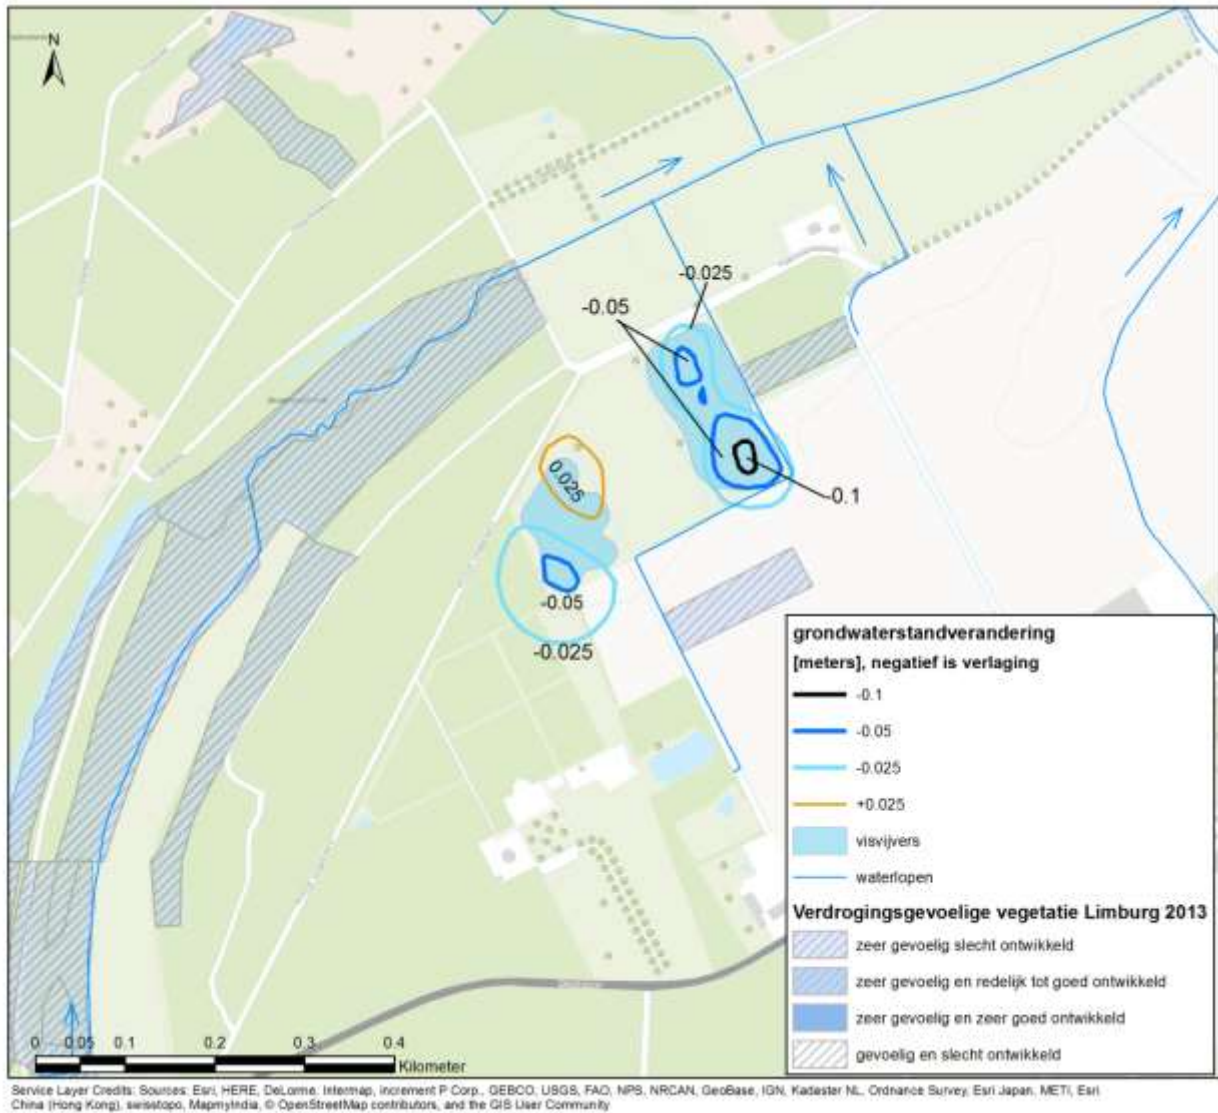 N
-0.025
-0.05
0.025
-0.1
-0.05
-0.025
grondwaterstandverandering
[meters], negatief is verlaging
-0.1
-0.05
-0.025
+0.025
visvijvers
waterlopen
Verdrogingsgevoelige vegetatie Limburg 2013
zeer gevoelig slecht ontwikkeld
zeer gevoelig en redelijk tot goed ontwikkeld
zeer gevoelig en zeer goed ontwikkeld
gevoelig en slecht ontwikkeld
0 0.05 0.1 0.2 0.3 0.4
Kilometer
Service Layer Credits: Sources: Esri, HERE, DeLorme, Intermap, increment P Corp., GEBCO, USGS, FAO, NPS, NRCAN, GeoBase, IGN, Kadaster NL, Ordnance Survey, Esri Japan, METI, Esri
China (Hong Kong), swisstopo, MapmyIndia, © OpenStreetMap contributors, and the GIS User Community